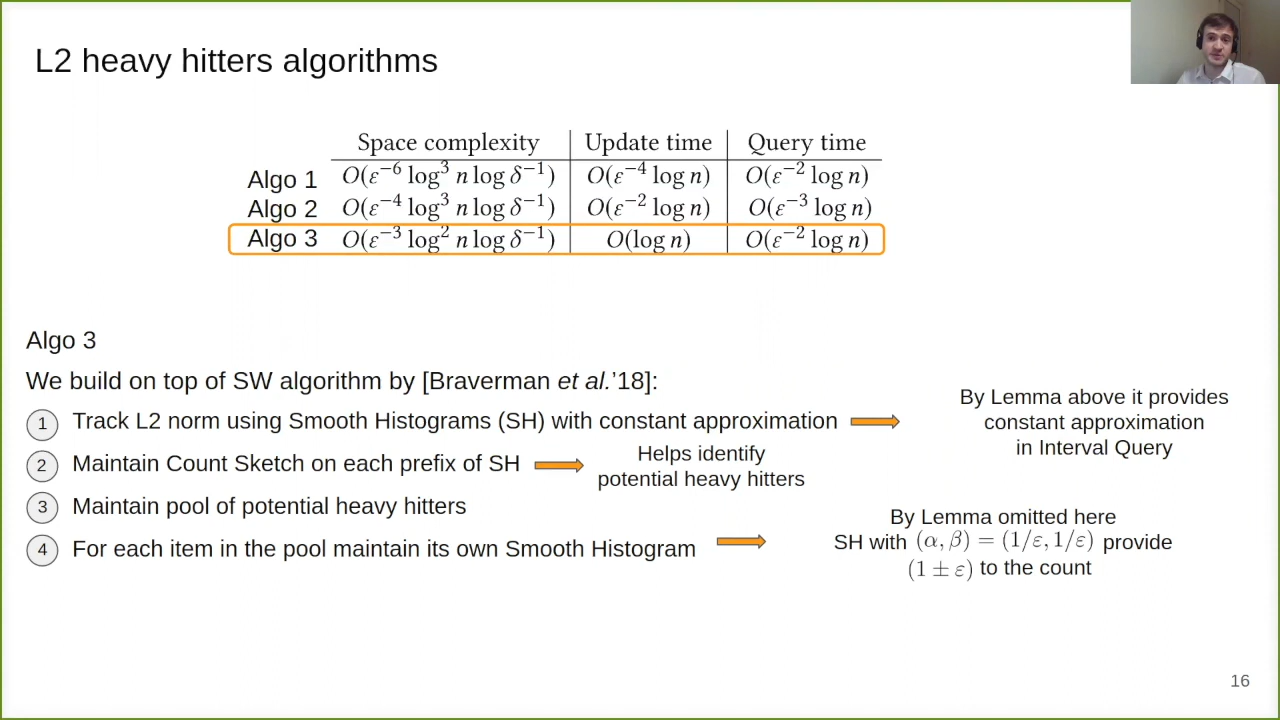 L2 heavy hitters algorithms
Space complexity Update time Query time
Algo 1 O(ε⁻⁶ log³ n log δ⁻¹) O(ε⁻⁴ log n) O(ε⁻² log n)
Algo 2 O(ε⁻⁴ log³ n log δ⁻¹) O(ε⁻² log n) O(ε⁻³ log n)
Algo 3 O(ε⁻³ log² n log δ⁻¹) O(log n) O(ε⁻² log n)
Algo 3
We build on top of SW algorithm by [Braverman et al.'18]:
1 Track L2 norm using Smooth Histograms (SH) with constant approximation
By Lemma above it provides
constant approximation
in Interval Query
2 Maintain Count Sketch on each prefix of SH
Helps identify
potential heavy hitters
3 Maintain pool of potential heavy hitters
4 For each item in the pool maintain its own Smooth Histogram
By Lemma omitted here
SH with (α, β) = (1/ε, 1/ε) provide
(1 ± ε) to the count
16